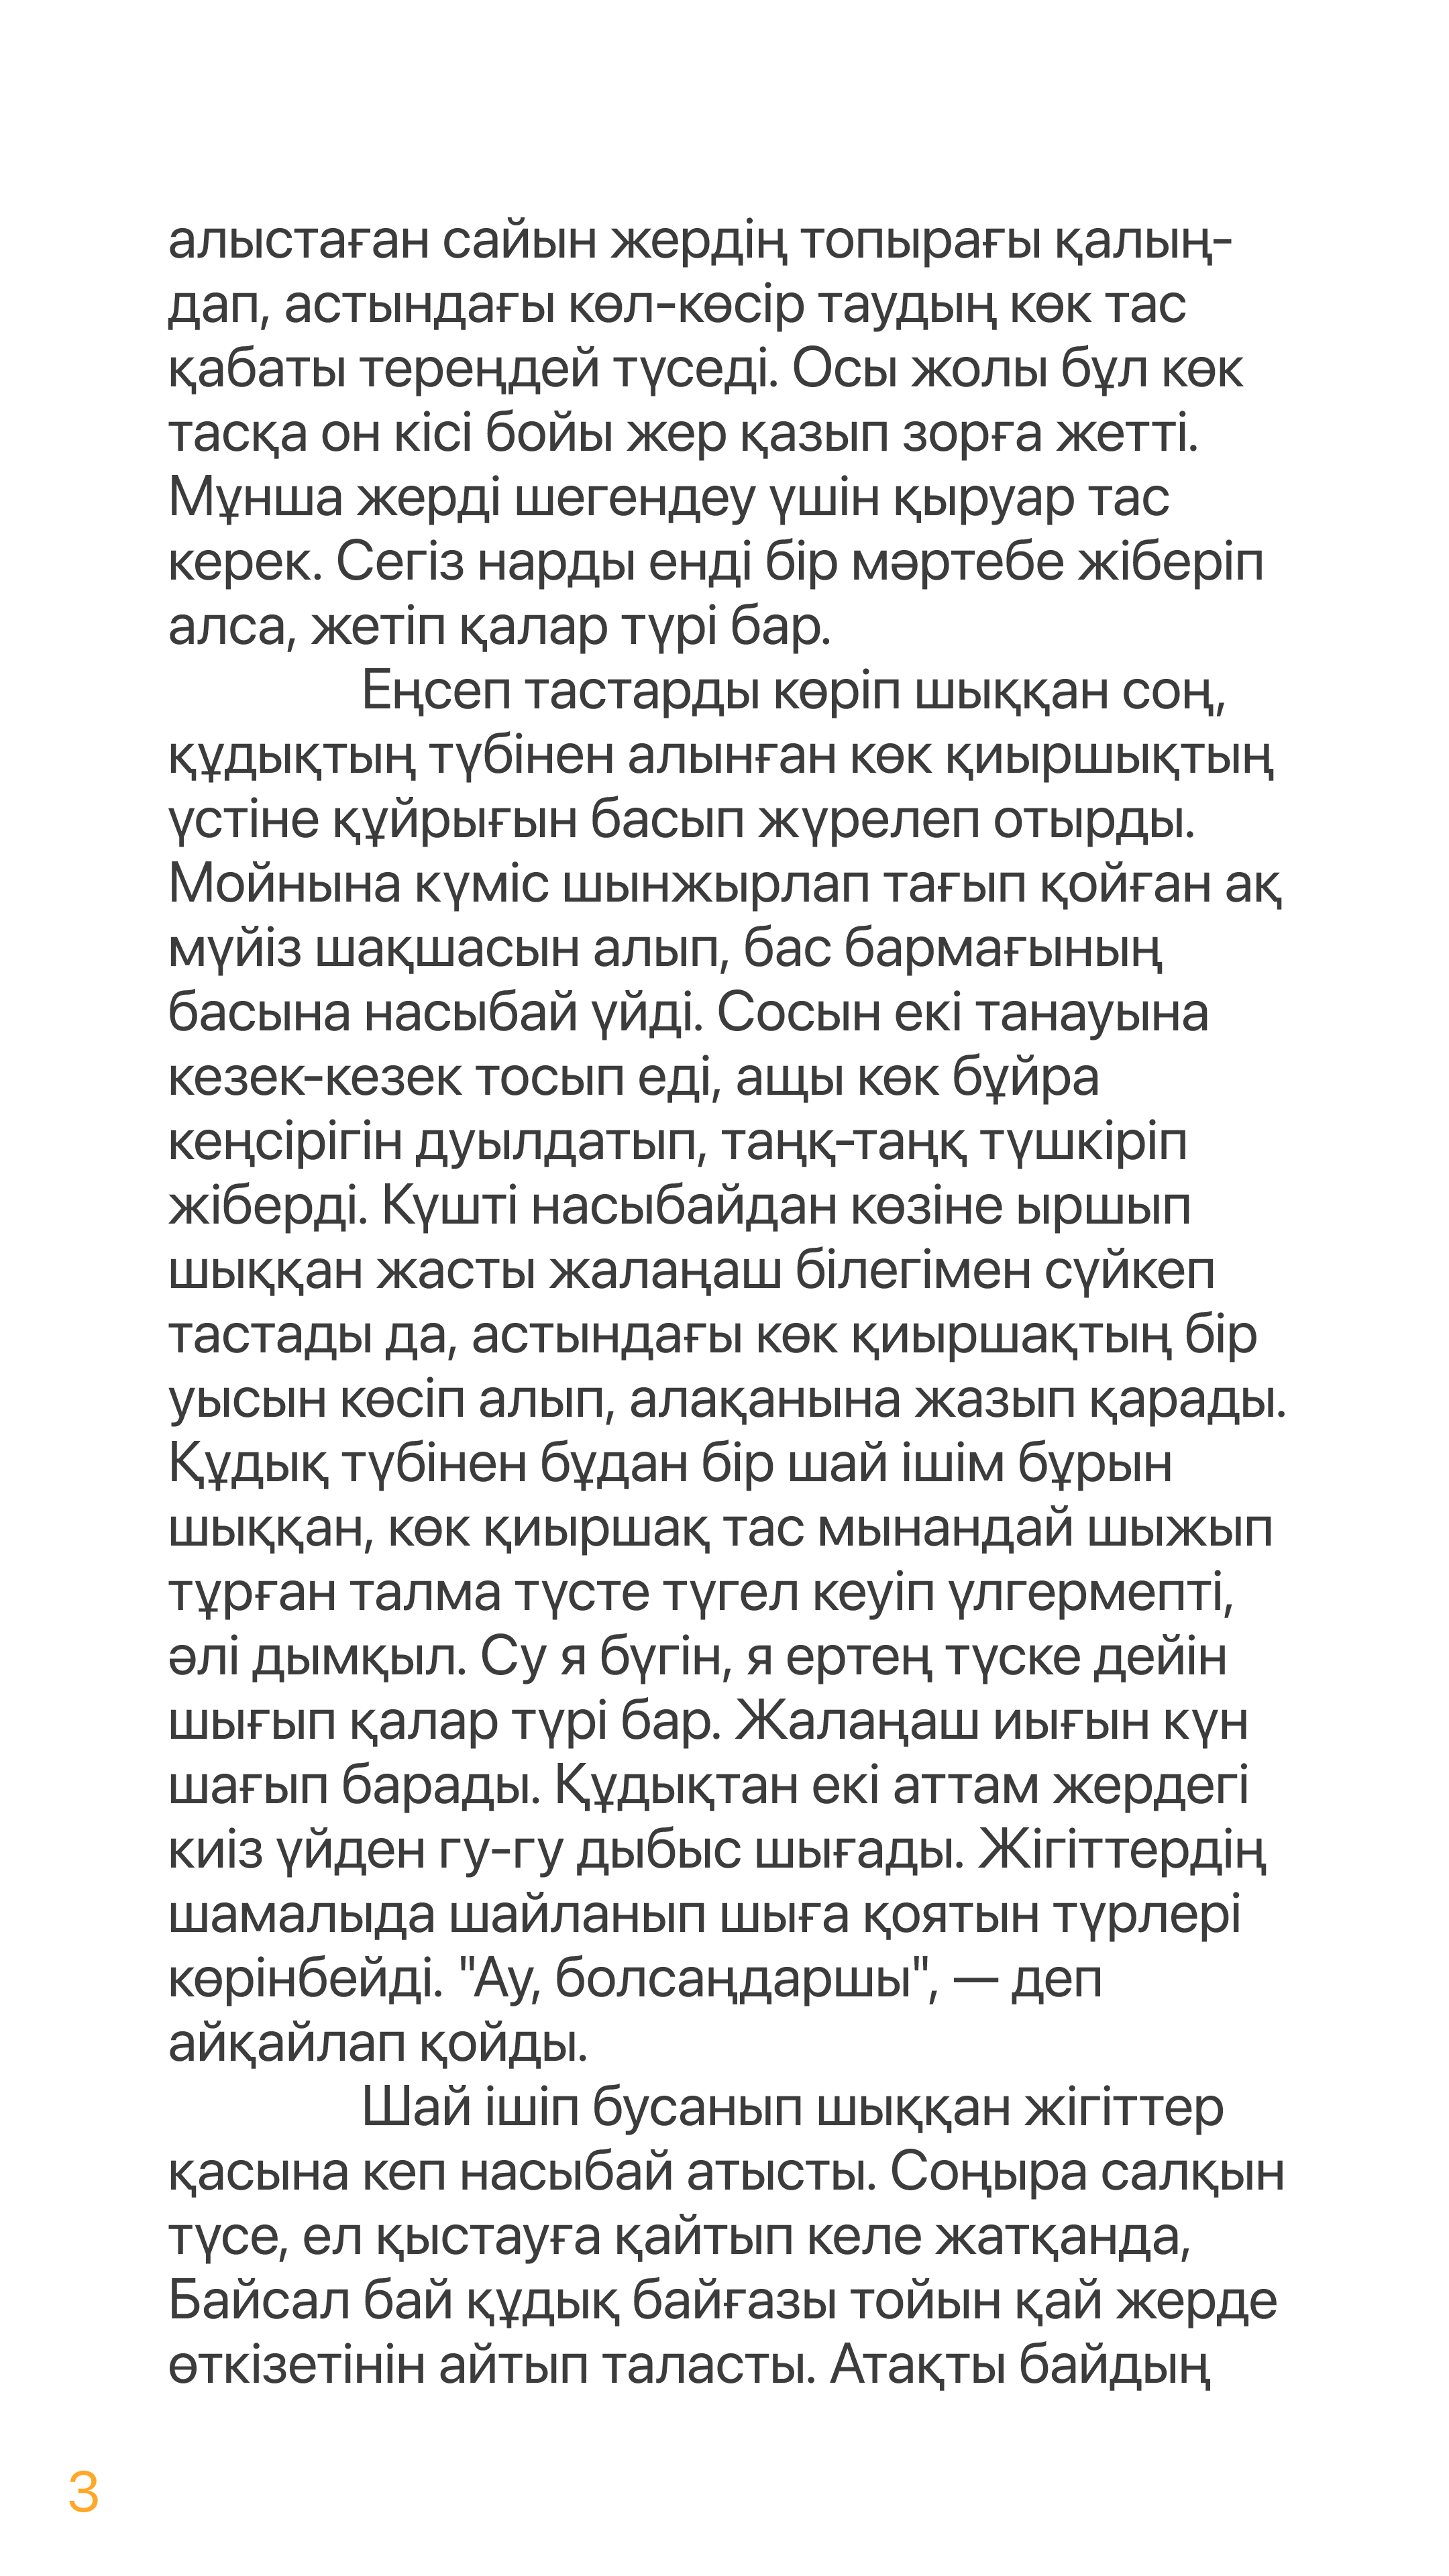 алыстаған сайын жердің топырағы қалың-
дап, астындағы көл-көсір таудың көк тас
қабаты тереңдей түседі. Осы жолы бұл көк
тасқа он кісі бойы жер қазып зорға жетті.
Мұнша жерді шегендеу үшін қыруар тас
керек. Сегіз нарды енді бір мәртебе жіберіп
алса, жетіп қалар түрі бар.
Еңсеп тастарды көріп шыққан соң,
құдықтың түбінен алынған көк қиыршықтың
үстіне құйрығын басып жүрелеп отырды.
Мойнына күміс шынжырлап тағып қойған ақ
мүйіз шақшасын алып, бас бармағының
басына насыбай үйді. Сосын екі танауына
кезек-кезек тосып еді, ащы көк бұйра
кеңсірігін дуылдатып, таңқ-таңқ түшкіріп
жіберді. Күшті насыбайдан көзіне ыршып
шыққан жасты жалаңаш білегімен сүйкеп
тастады да, астындағы көк қиыршақтың бір
уысын көсіп алып, алақанына жазып қарады.
Құдық түбінен бұдан бір шай ішім бұрын
шыққан, көк қиыршақ тас мынандай шыжып
тұрған талма түсте түгел кеуіп үлгермепті,
әлі дымқыл. Су я бүгін, я ертең түске дейін
шығып қалар түрі бар. Жалаңаш иығын күн
шағып барады. Құдықтан екі аттам жердегі
киіз үйден гу-гу дыбыс шығады. Жігіттердің
шамалыда шайланып шыға қоятын түрлері
көрінбейді. "Ау, болсаңдаршы", — деп
айқайлап қойды.
Шай ішіп бусанып шыққан жігіттер
қасына кеп насыбай атысты. Соңыра салқын
түсе, ел қыстауға қайтып келе жатқанда,
Байсал бай құдық байғазы тойын қай жерде
өткізетінін айтып таласты. Атақты байдың
3